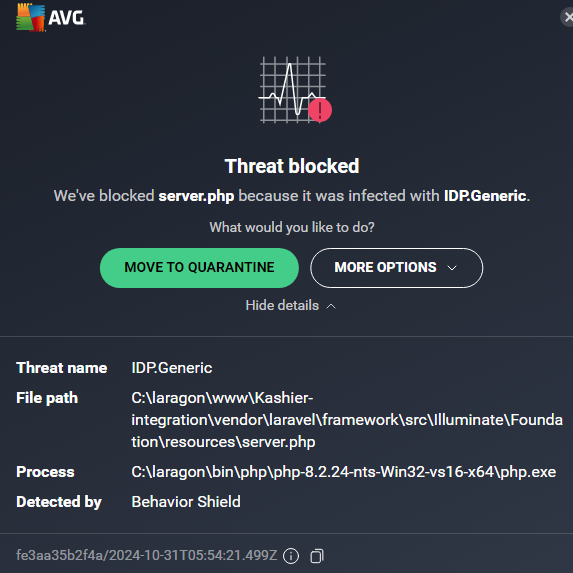 AVG
Threat blocked
We've blocked server.php because it was infected with IDP.Generic.
What would you like to do?
MOVE TO QUARANTINE
MORE OPTIONS
Hide details
Threat name IDP.Generic
File path C:\laragon\www\Kashier-
integration\vendor\laravel\framework\src\Illuminate\Founda
tion\resources\server.php
Process C:\laragon\bin\php\php-8.2.24-nts-Win32-vs16-x64\php.exe
Detected by Behavior Shield
fe3aa35b2f4a/2024-10-31T05:54:21.499Z